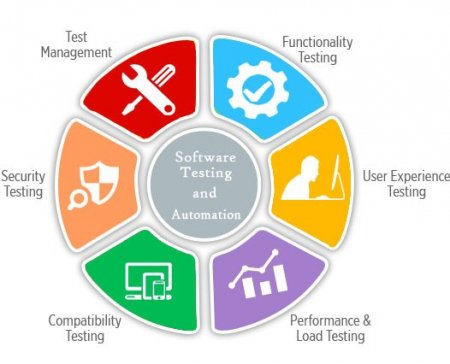 Test
Management
Functionality
Testing
Security
Testing
Software
Testing
and
Automation
User Experience
Testing
Compatibility
Testing
Performance &
Load Testing